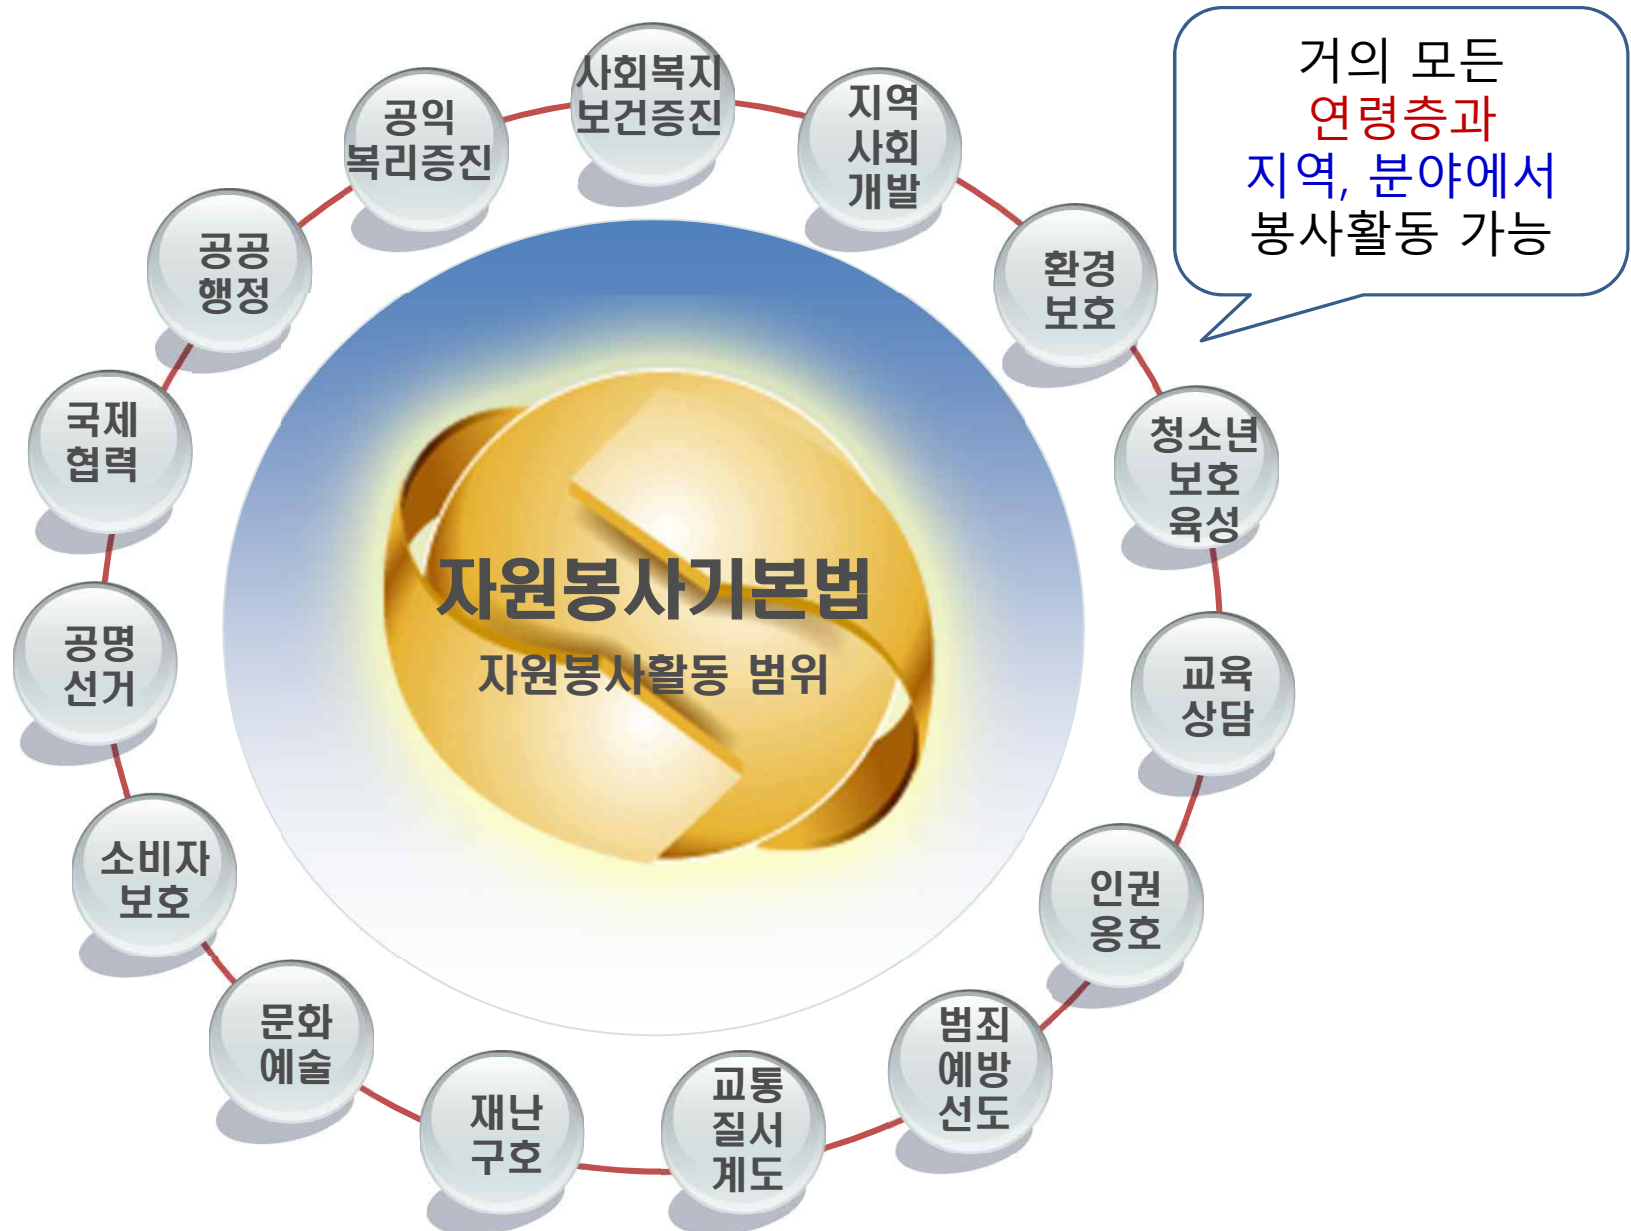 거의 모든
연령층과
지역, 분야에서
봉사활동 가능
사회복지
보건증진
지역
사회
개발
환경
보호
청소년
보호
육성
교육
상담
인권
옹호
범죄
예방
선도
교통
질서
계도
재난
구호
문화
예술
소비자
보호
공명
선거
국제
협력
공공
행정
공익
복리증진
자원봉사기본법
자원봉사활동 범위